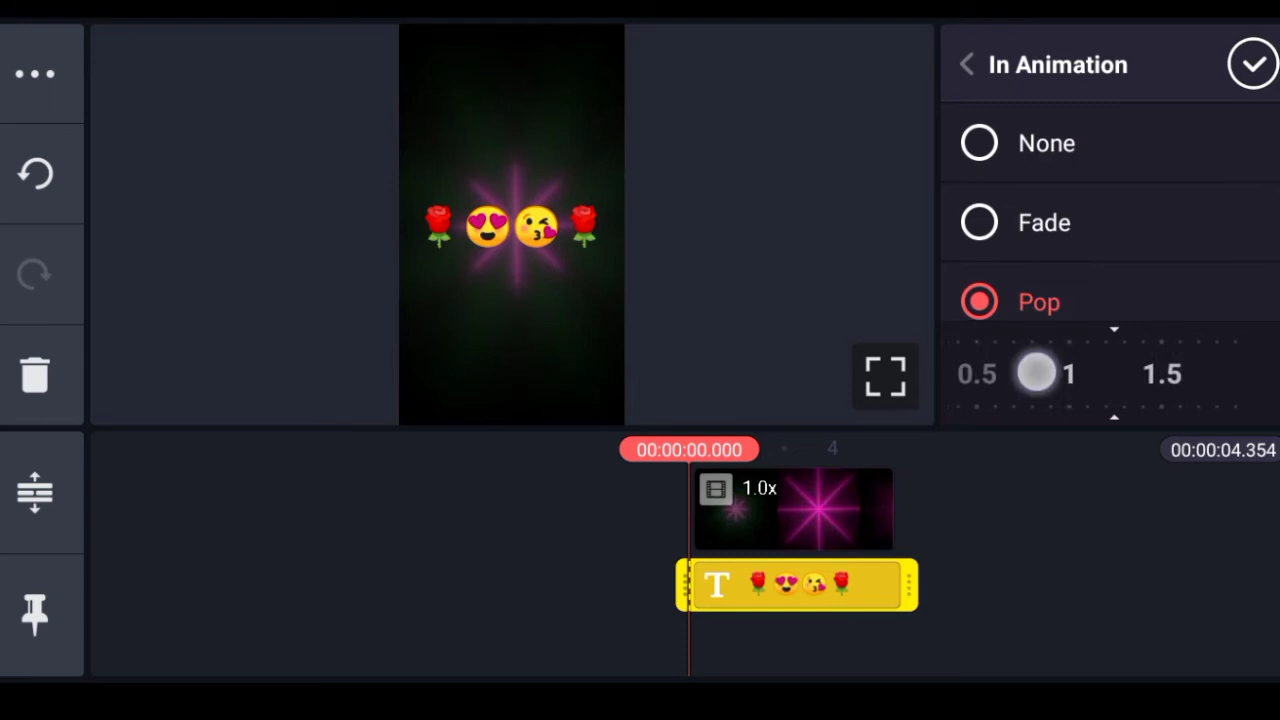 In Animation
None
Fade
Pop
0.5 1 1.5
00:00:00.000
4
00:00:04.354
1.0x
T 🌹😍😘🌹
🌹😍😘🌹